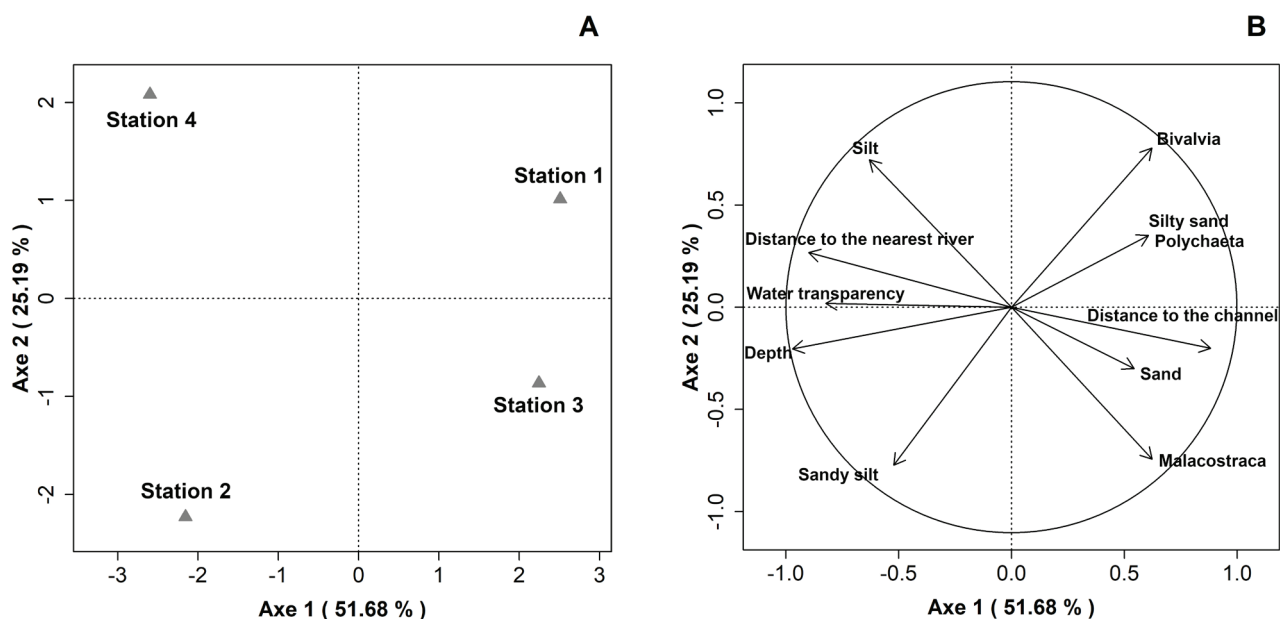 A
2
1
0
-1
-2
Axe 2 ( 25.19 % )
Station 4
Station 1
Station 3
Station 2
-3
-2
-1
0
1
2
3
Axe 1 ( 51.68 % )
B
1.0
0.5
0.0
-0.5
-1.0
Axe 2 ( 25.19 % )
Bivalvia
Silt
Silty sand
Polychaeta
Distance to the nearest river
Water transparency
Distance to the channel
Depth
Sand
Malacostraca
Sandy silt
-1.0
-0.5
0.0
0.5
1.0
Axe 1 ( 51.68 % )